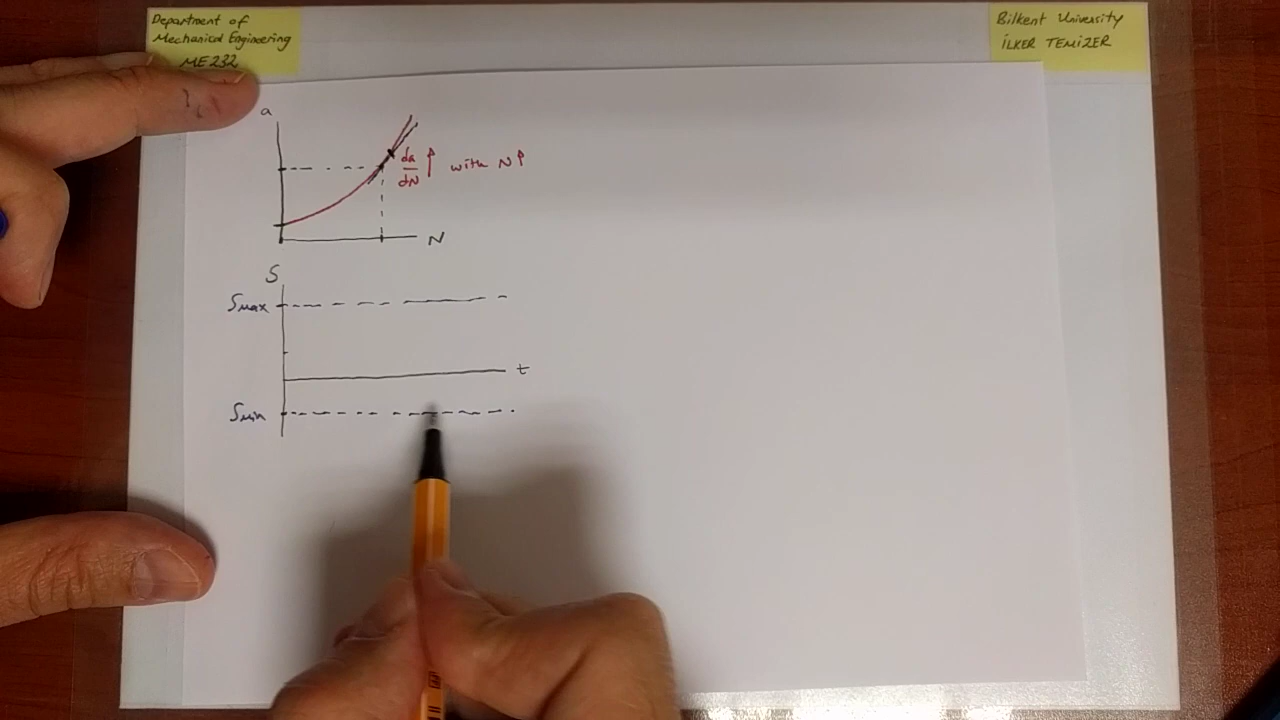 Department of
Mechanical Engineering
ME232
Bilkent University
İLKER TEMİZER
a
da
dN
↑ with N↑
N
S
Smax
t
Smin